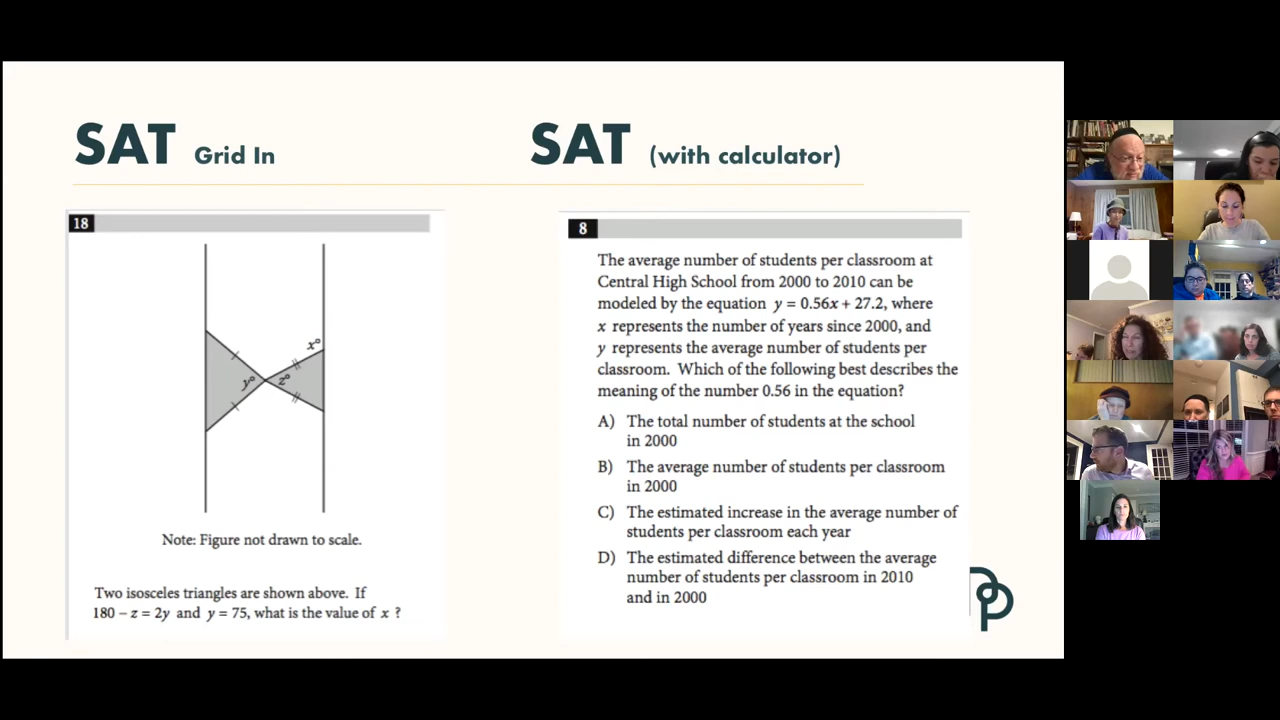 SAT Grid In
SAT (with calculator)
18
x°
y°
z°
Note: Figure not drawn to scale.
Two isosceles triangles are shown above. If
180 − z = 2y and y = 75, what is the value of x ?
8
The average number of students per classroom at
Central High School from 2000 to 2010 can be
modeled by the equation y = 0.56x + 27.2, where
x represents the number of years since 2000, and
y represents the average number of students per
classroom. Which of the following best describes the
meaning of the number 0.56 in the equation?
A) The total number of students at the school
in 2000
B) The average number of students per classroom
in 2000
C) The estimated increase in the average number of
students per classroom each year
D) The estimated difference between the average
number of students per classroom in 2010
and in 2000